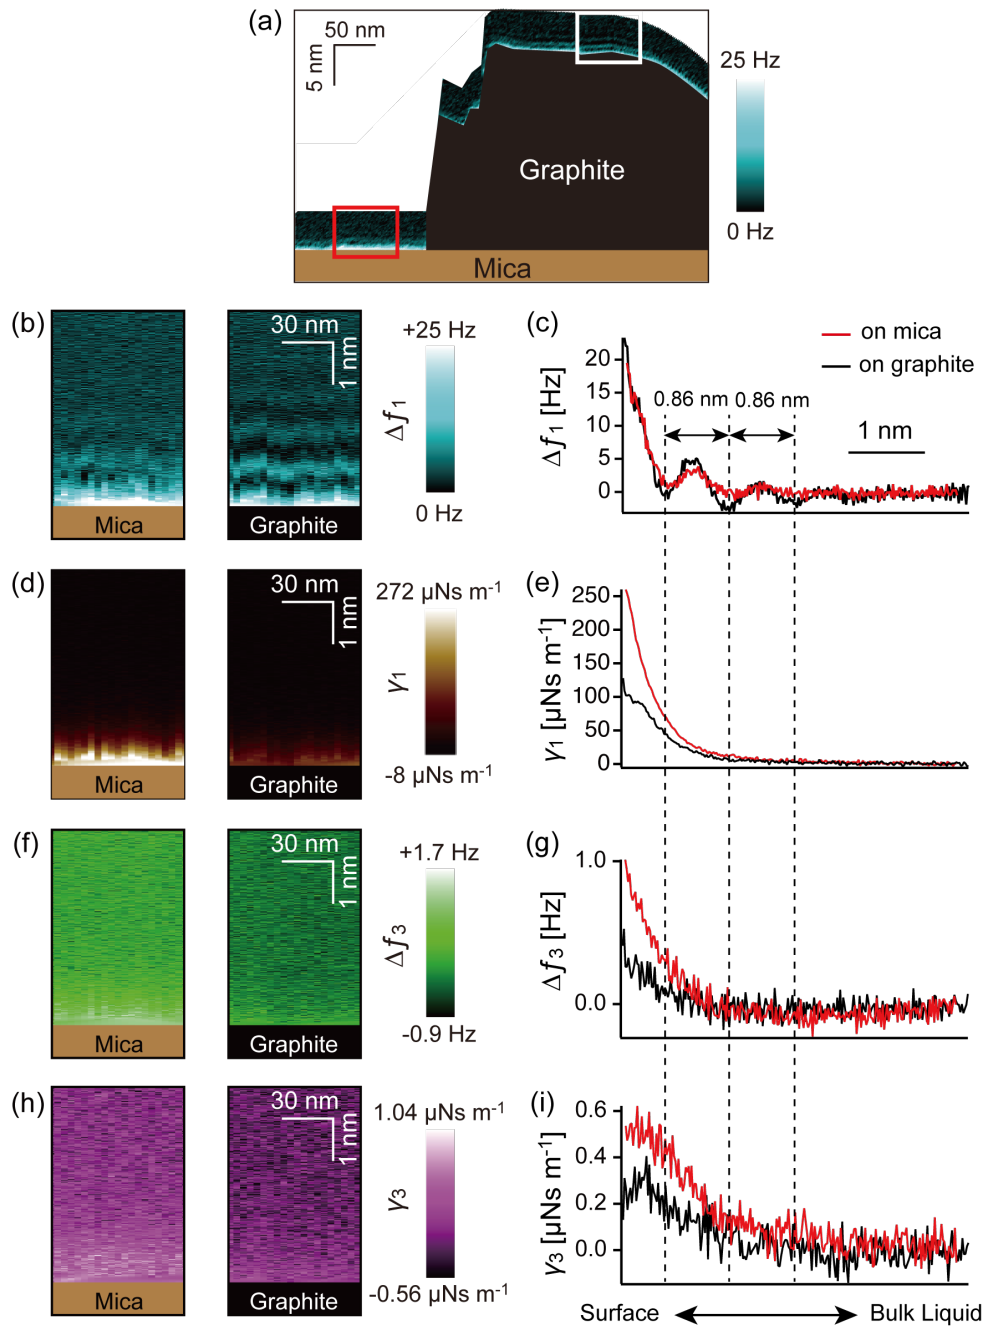 (a)
50 nm
5 nm
25 Hz
Graphite
0 Hz
Mica
(b)
30 nm
1 nm
+25 Hz
Δf1
0 Hz
Mica
Graphite
(c)
on mica
on graphite
20
15
10
5
0
Δf1 [Hz]
0.86 nm
0.86 nm
1 nm
(d)
30 nm
1 nm
272 µNs m-1
γ1
-8 µNs m-1
Mica
Graphite
(e)
250
200
150
100
50
0
γ1 [µNs m-1]
(f)
30 nm
1 nm
+1.7 Hz
Δf3
-0.9 Hz
Mica
Graphite
(g)
1.0
0.0
Δf3 [Hz]
(h)
30 nm
1 nm
1.04 µNs m-1
γ3
-0.56 µNs m-1
Mica
Graphite
(i)
0.6
0.4
0.2
0.0
γ3 [µNs m-1]
Surface
Bulk Liquid